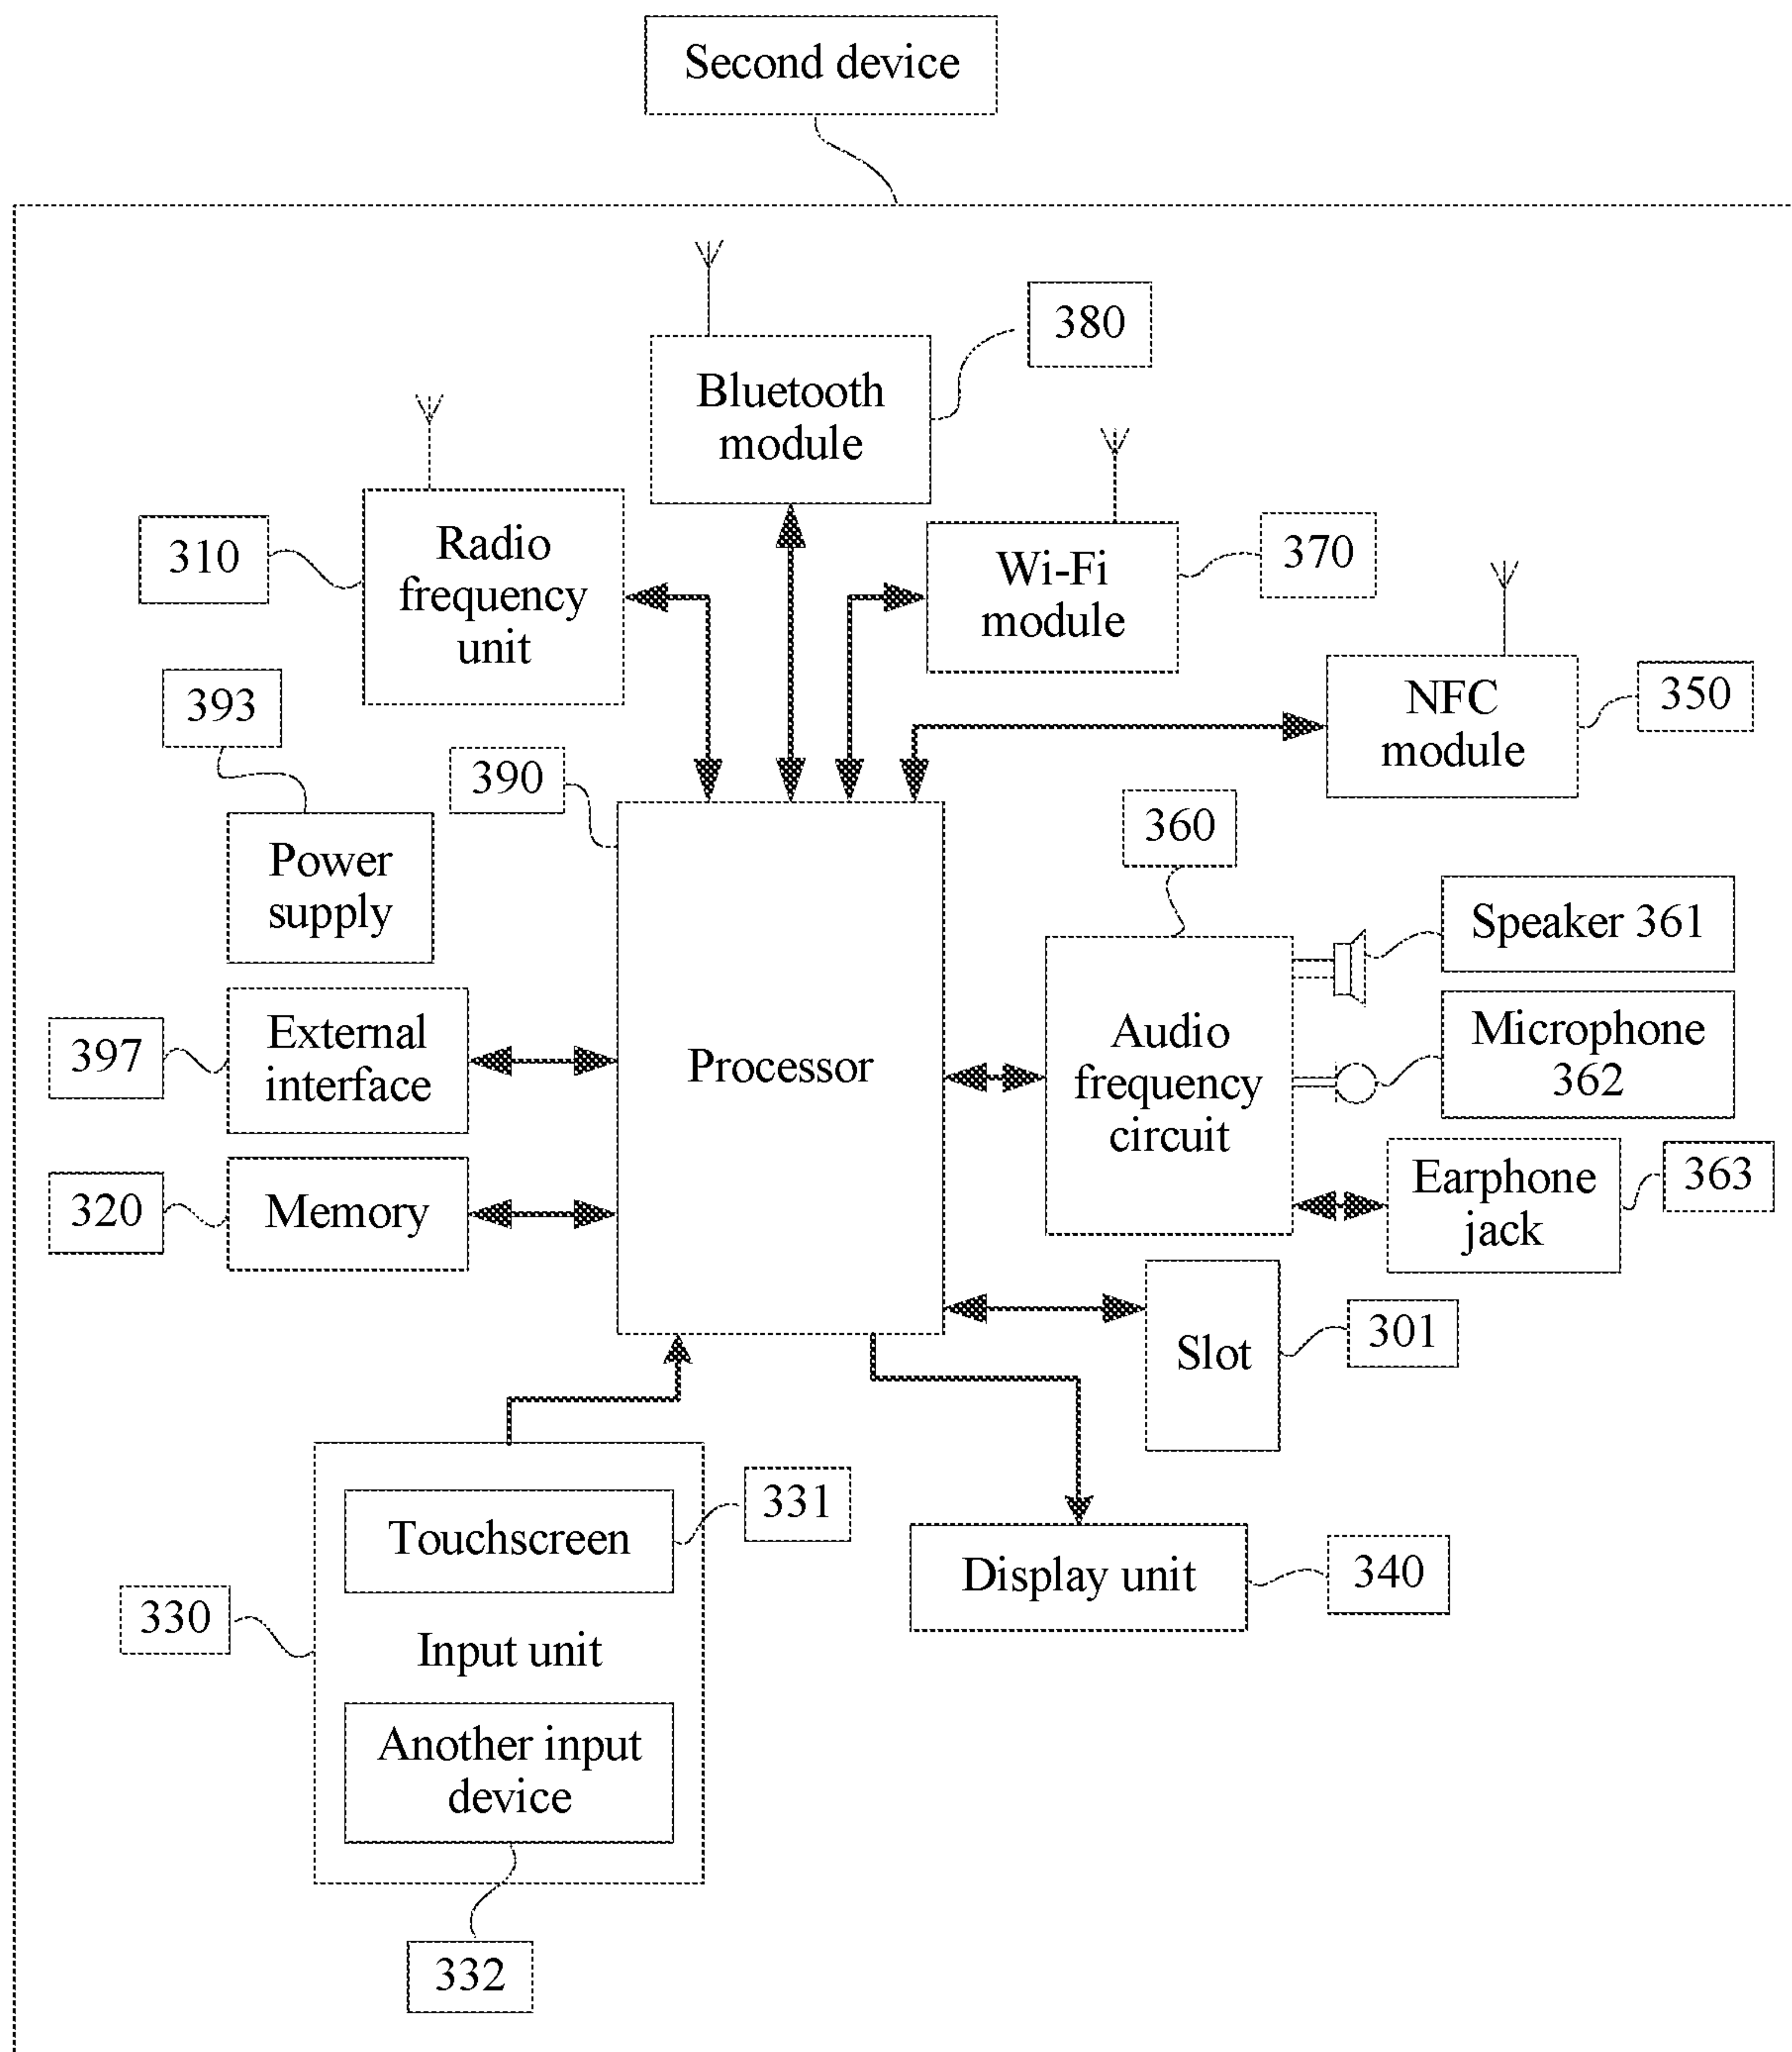 Second device
380
Bluetooth
module
310
Radio
frequency
unit
Wi-Fi
module
370
393
390
NFC
module
350
Power
supply
360
Speaker 361
397
External
interface
Processor
Audio
frequency
circuit
Microphone
362
320
Memory
Earphone
jack
363
Slot
301
Touchscreen
331
330
Input unit
Display unit
340
Another input
device
332